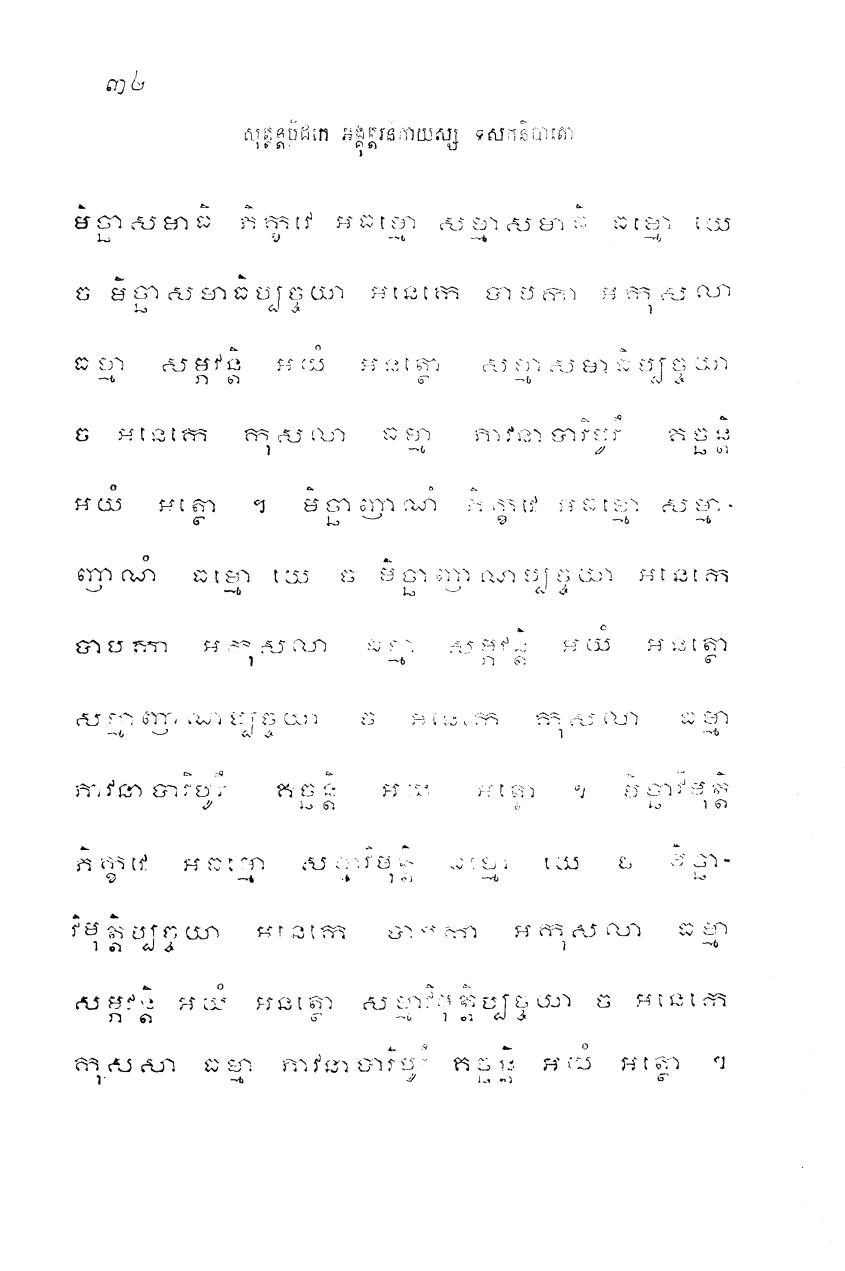 ៣៤
សុត្តន្តបិដកេ អង្គុត្តរនិកាយស្ស ទសកនិបាតោ
មិច្ឆាសមាធិ ភិក្ខវេ អធម្មោ សម្មាសមាធិ ធម្មោ យេ
ច មិច្ឆាសមាធិប្បច្ចយា អនេកេ បាបកា អកុសលា
ធម្មា សម្ភវន្តិ អយំ អនត្ថោ សម្មាសមាធិប្បច្ចយា
ច អនេកេ កុសលា ធម្មា ភាវនាបារិបូរឹ គច្ឆន្តិ
អយំ អត្ថោ ។ មិច្ឆាញាណំ ភិក្ខវេ អធម្មោ សម្មា-
ញាណំ ធម្មោ យេ ច មិច្ឆាញាណប្បច្ចយា អនេកេ
បាបកា អកុសលា ធម្មា សម្ភវន្តិ អយំ អនត្ថោ
សម្មាញាណប្បច្ចយា ច អនេកេ កុសលា ធម្មា
ភាវនាបារិបូរឹ គច្ឆន្តិ អយំ អត្ថោ ។ មិច្ឆាវិមុត្តិ
ភិក្ខវេ អធម្មោ សម្មាវិមុត្តិ ធម្មោ យេ ច មិច្ឆា-
វិមុត្តិប្បច្ចយា អនេកេ បាបកា អកុសលា ធម្មា
សម្ភវន្តិ អយំ អនត្ថោ សម្មាវិមុត្តិប្បច្ចយា ច អនេកេ
កុសលា ធម្មា ភាវនាបារិបូរឹ គច្ឆន្តិ អយំ អត្ថោ ។